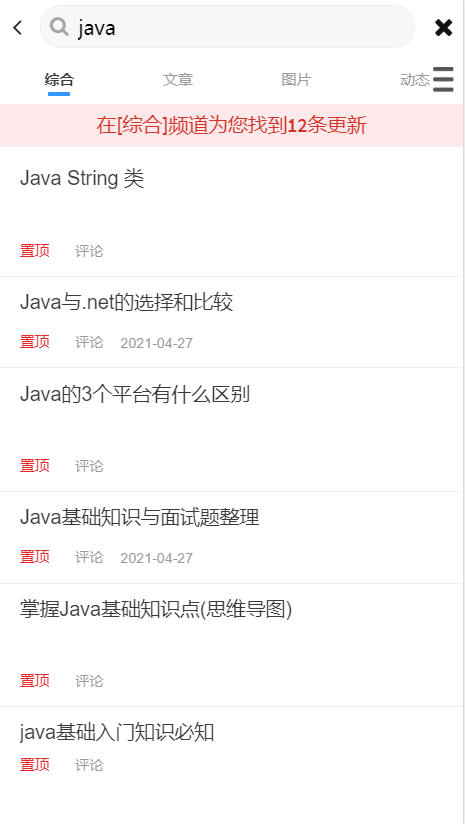 java
综合 文章 图片 动态
在[综合]频道为您找到12条更新
Java String 类
置顶 评论
Java与.net的选择和比较
置顶 评论 2021-04-27
Java的3个平台有什么区别
置顶 评论
Java基础知识与面试题整理
置顶 评论 2021-04-27
掌握Java基础知识点(思维导图)
置顶 评论
java基础入门知识必知
置顶 评论